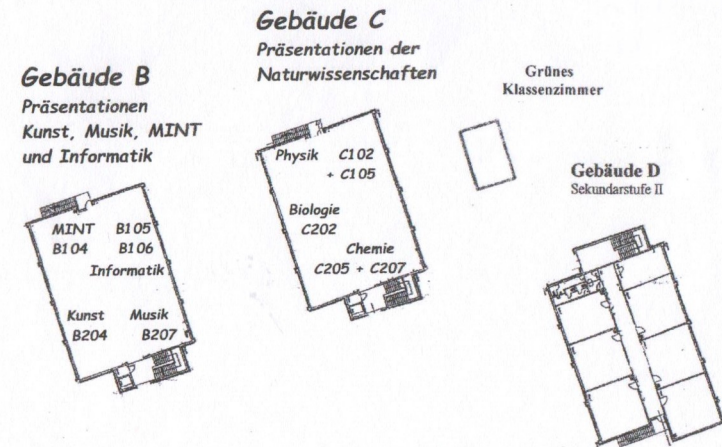 Gebäude B
Präsentationen
Kunst, Musik, MINT
und Informatik
MINT B105
B104 B106
Informatik
Kunst Musik
B204 B207
Gebäude C
Präsentationen der
Naturwissenschaften
Physik C102
+ C105
Biologie
C202
Chemie
C205 + C207
Grünes
Klassenzimmer
Gebäude D
Sekundarstufe II